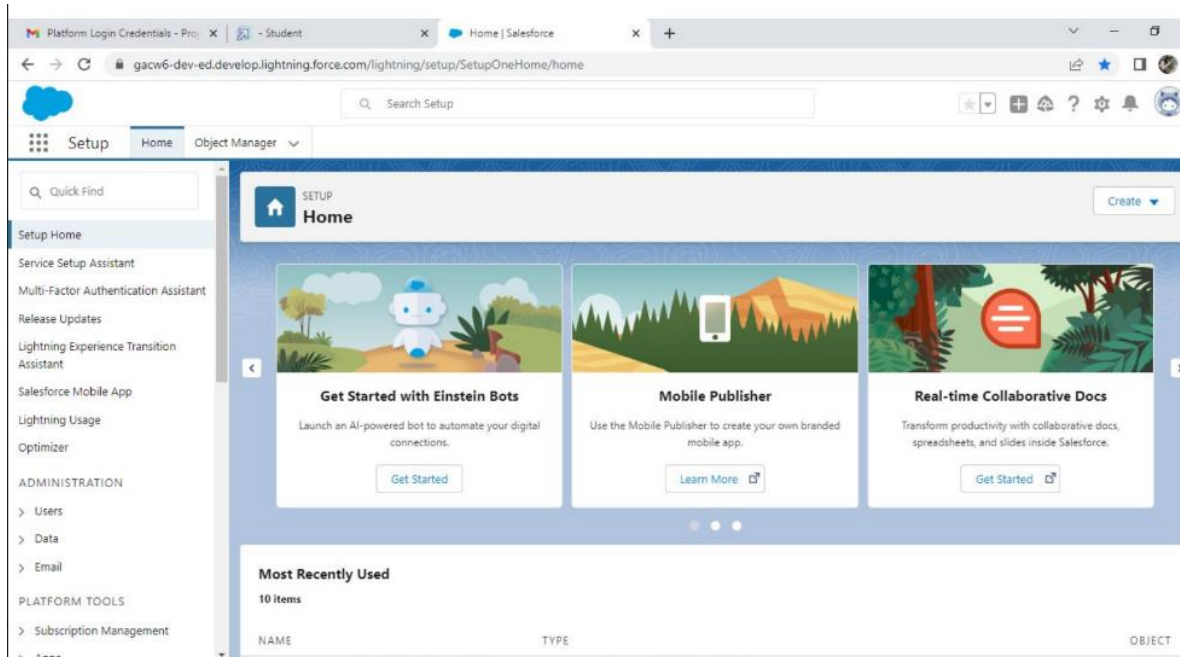 Platform Login Credentials - Proj
- Student
Home | Salesforce
gacw6-dev-ed.develop.lightning.force.com/lightning/setup/SetupOneHome/home
Search Setup
Setup
Home
Object Manager
Quick Find
Setup Home
Service Setup Assistant
Multi-Factor Authentication Assistant
Release Updates
Lightning Experience Transition
Assistant
Salesforce Mobile App
Lightning Usage
Optimizer
ADMINISTRATION
> Users
> Data
> Email
PLATFORM TOOLS
> Subscription Management
SETUP
Home
Create
Get Started with Einstein Bots
Launch an AI-powered bot to automate your digital
connections.
Get Started
Mobile Publisher
Use the Mobile Publisher to create your own branded
mobile app.
Learn More
Real-time Collaborative Docs
Transform productivity with collaborative docs,
spreadsheets, and slides inside Salesforce.
Get Started
Most Recently Used
10 items
NAME TYPE OBJECT